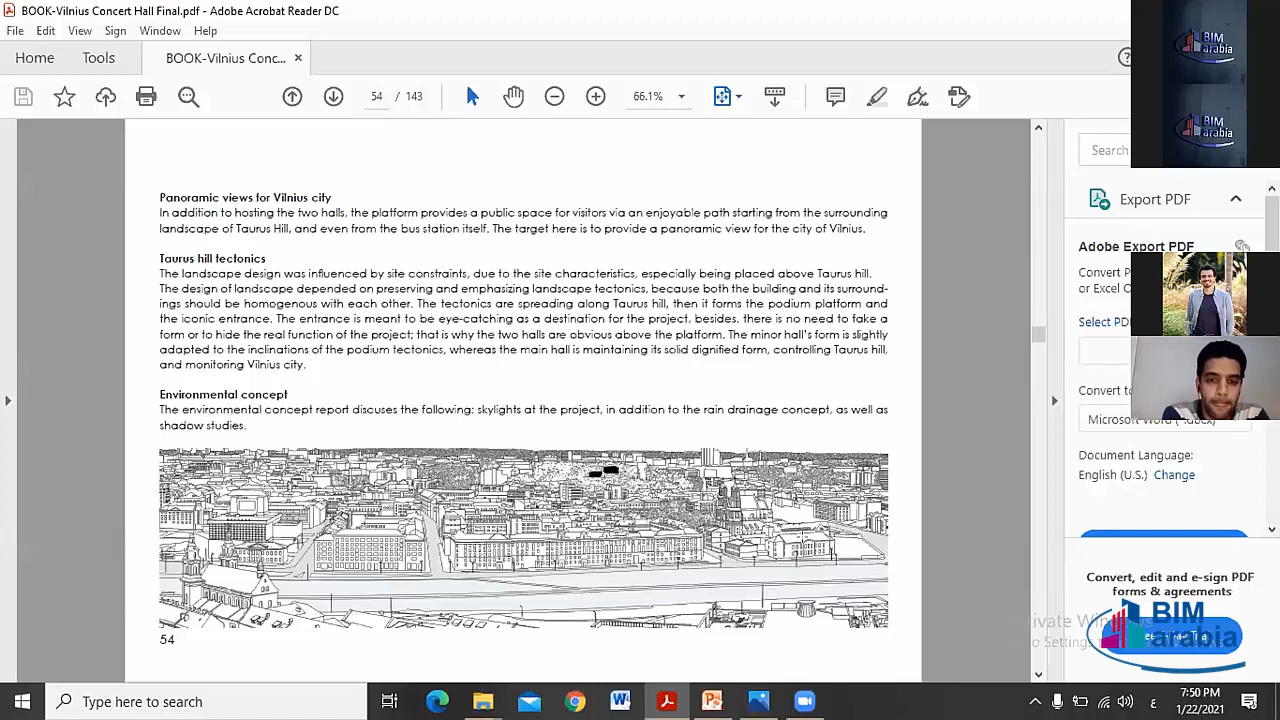 BOOK-Vilnius Concert Hall Final.pdf - Adobe Acrobat Reader DC
File Edit View Sign Window Help
Home Tools BOOK-Vilnius Conc... ×
54 / 143 66.1%
BIM
arabia
BIM
arabia
Panoramic views for Vilnius city
In addition to hosting the two halls, the platform provides a public space for visitors via an enjoyable path starting from the surrounding
landscape of Taurus Hill, and even from the bus station itself. The target here is to provide a panoramic view for the city of Vilnius.
Taurus hill tectonics
The landscape design was influenced by site constraints, due to the site characteristics, especially being placed above Taurus hill.
The design of landscape depended on preserving and emphasizing landscape tectonics, because both the building and its surround-
ings should be homogenous with each other. The tectonics are spreading along Taurus hill, then it forms the podium platform and
the iconic entrance. The entrance is meant to be eye-catching as a destination for the project, besides, there is no need to fake a
form or to hide the real function of the project; that is why the two halls are obvious above the platform. The minor hall's form is slightly
adapted to the inclinations of the podium tectonics, whereas the main hall is maintaining its solid dignified form, controlling Taurus hill,
and monitoring Vilnius city.
Environmental concept
The environmental concept report discusses the following: skylights at the project, in addition to the rain drainage concept, as well as
shadow studies.
54
Search
Export PDF
Adobe Export PDF
Select PD
Convert to
Microsoft Word (*.docx)
Document Language:
English (U.S.) Change
Convert, edit and e-sign PDF
forms & agreements
BIM
arabia
Type here to search
ع
7:50 PM
1/22/2021